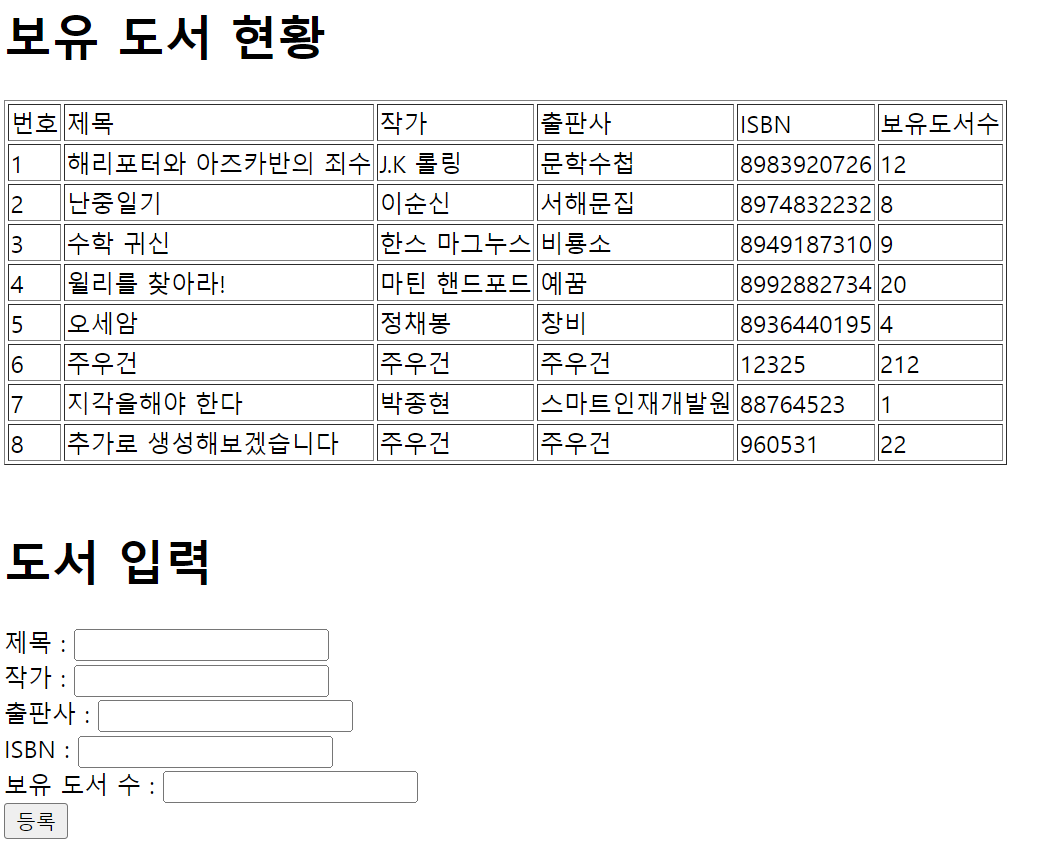 보유 도서 현황
번호 제목 작가 출판사 ISBN 보유도서수
1 해리포터와 아즈카반의 죄수 J.K 롤링 문학수첩 8983920726 12
2 난중일기 이순신 서해문집 8974832232 8
3 수학 귀신 한스 마그누스 비룡소 8949187310 9
4 윌리를 찾아라! 마틴 핸드포드 예꿈 8992882734 20
5 오세암 정채봉 창비 8936440195 4
6 주우건 주우건 주우건 12325 212
7 지각을해야 한다 박종현 스마트인재개발원 88764523 1
8 추가로 생성해보겠습니다 주우건 주우건 960531 22
도서 입력
제목 :
작가 :
출판사 :
ISBN :
보유 도서 수 :
등록